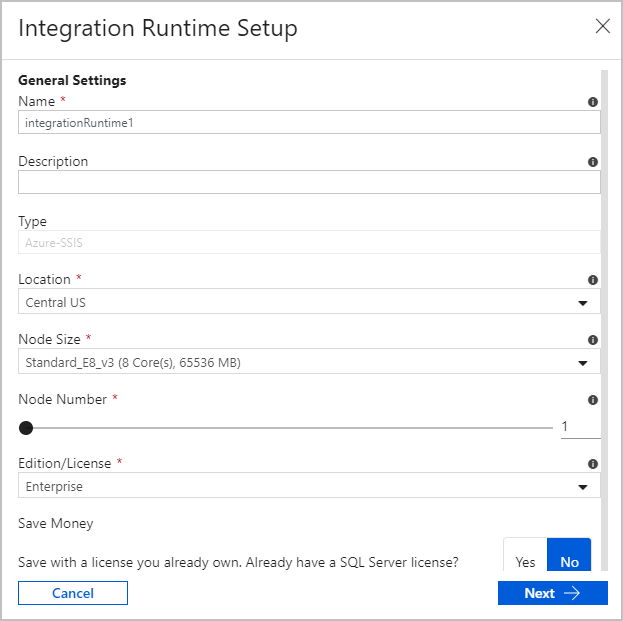 Integration Runtime Setup
General Settings
Name *
integrationRuntime1
Description
Type
Azure-SSIS
Location *
Central US
Node Size *
Standard_E8_v3 (8 Core(s), 65536 MB)
Node Number *
1
Edition/License *
Enterprise
Save Money
Save with a license you already own. Already have a SQL Server license? Yes No
Cancel Next →